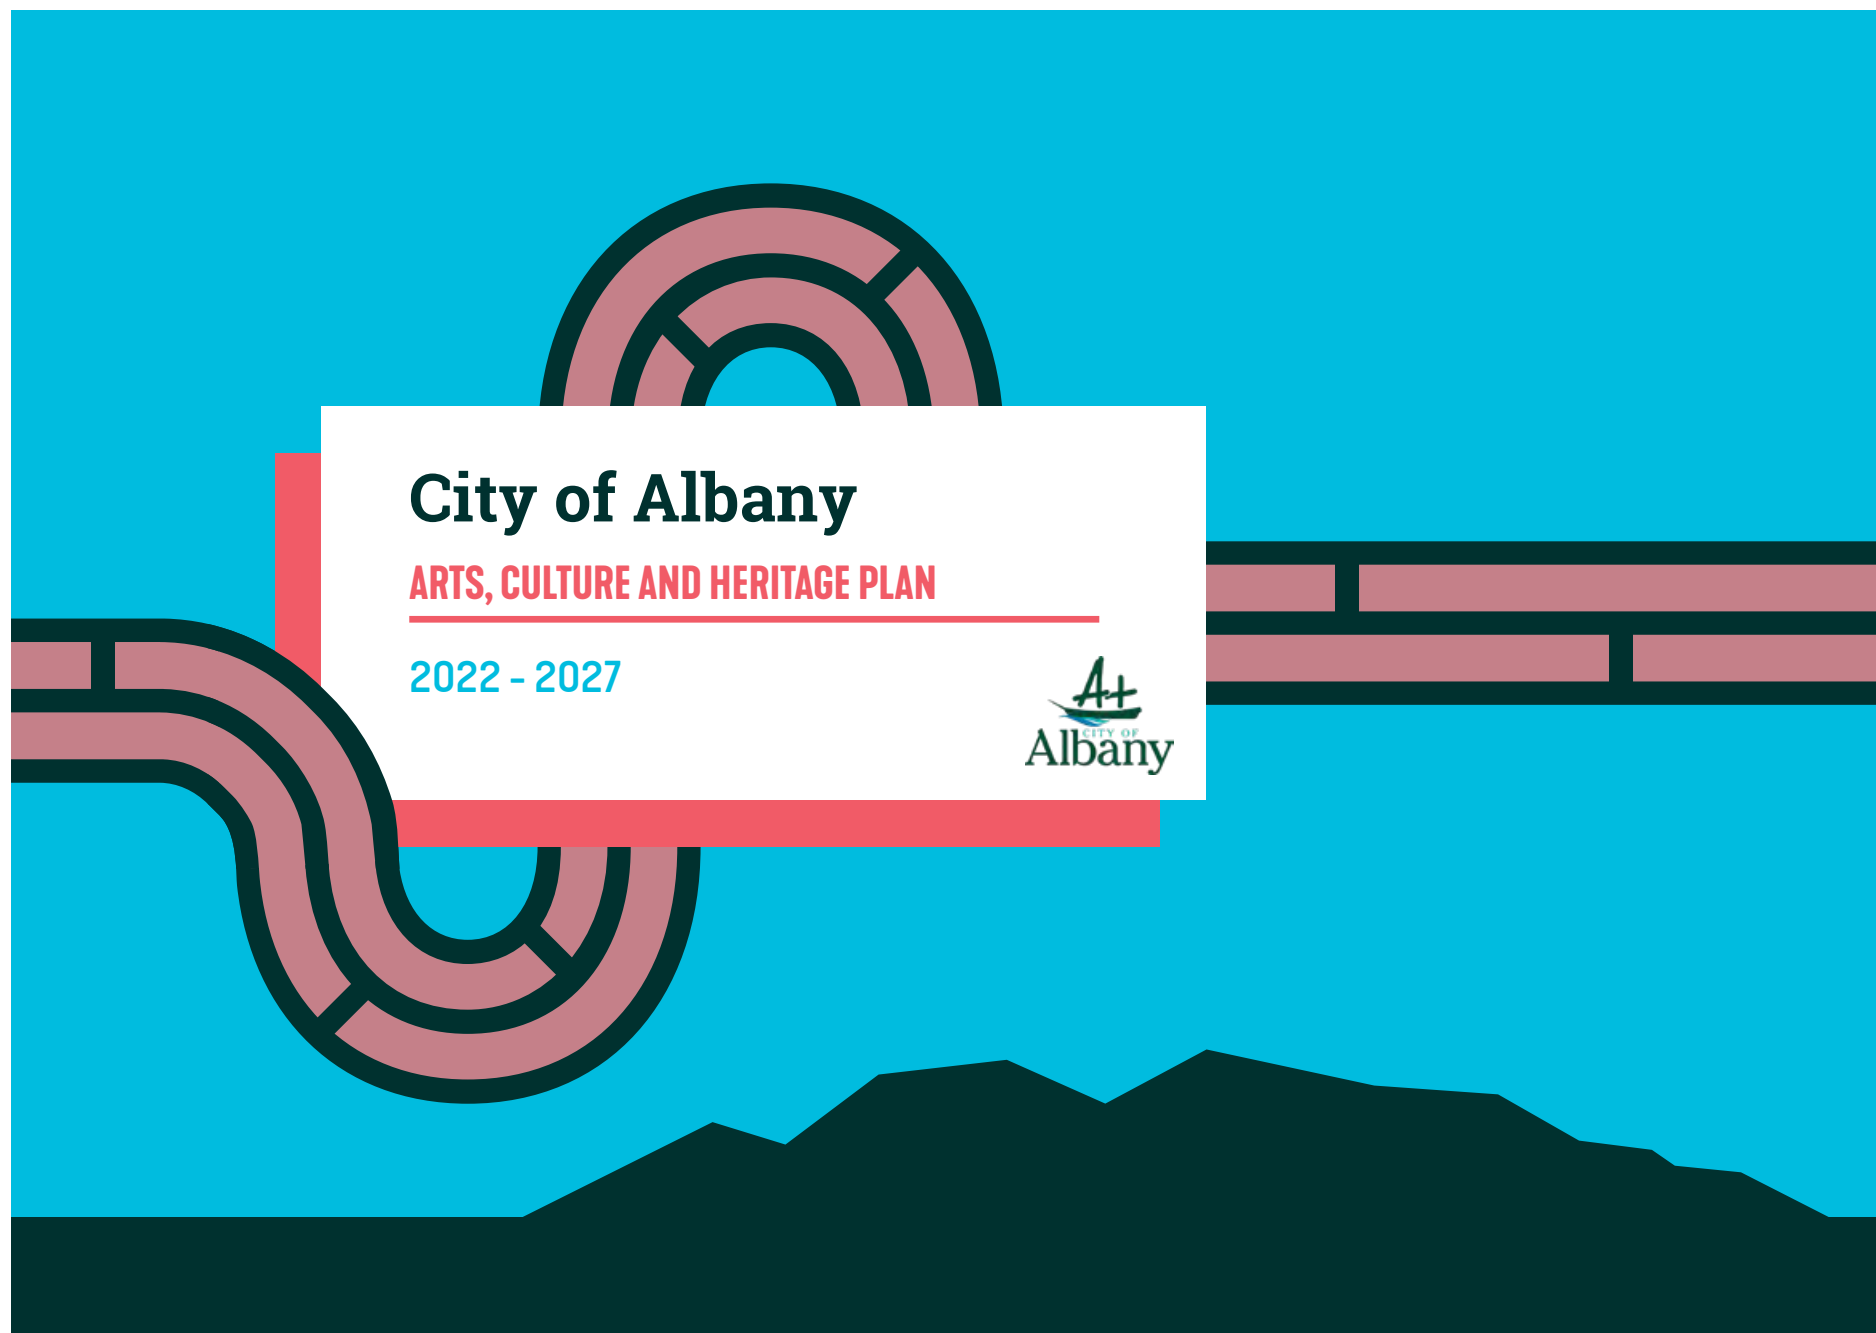 City of Albany
ARTS, CULTURE AND HERITAGE PLAN
2022 - 2027
A+
CITY OF
Albany